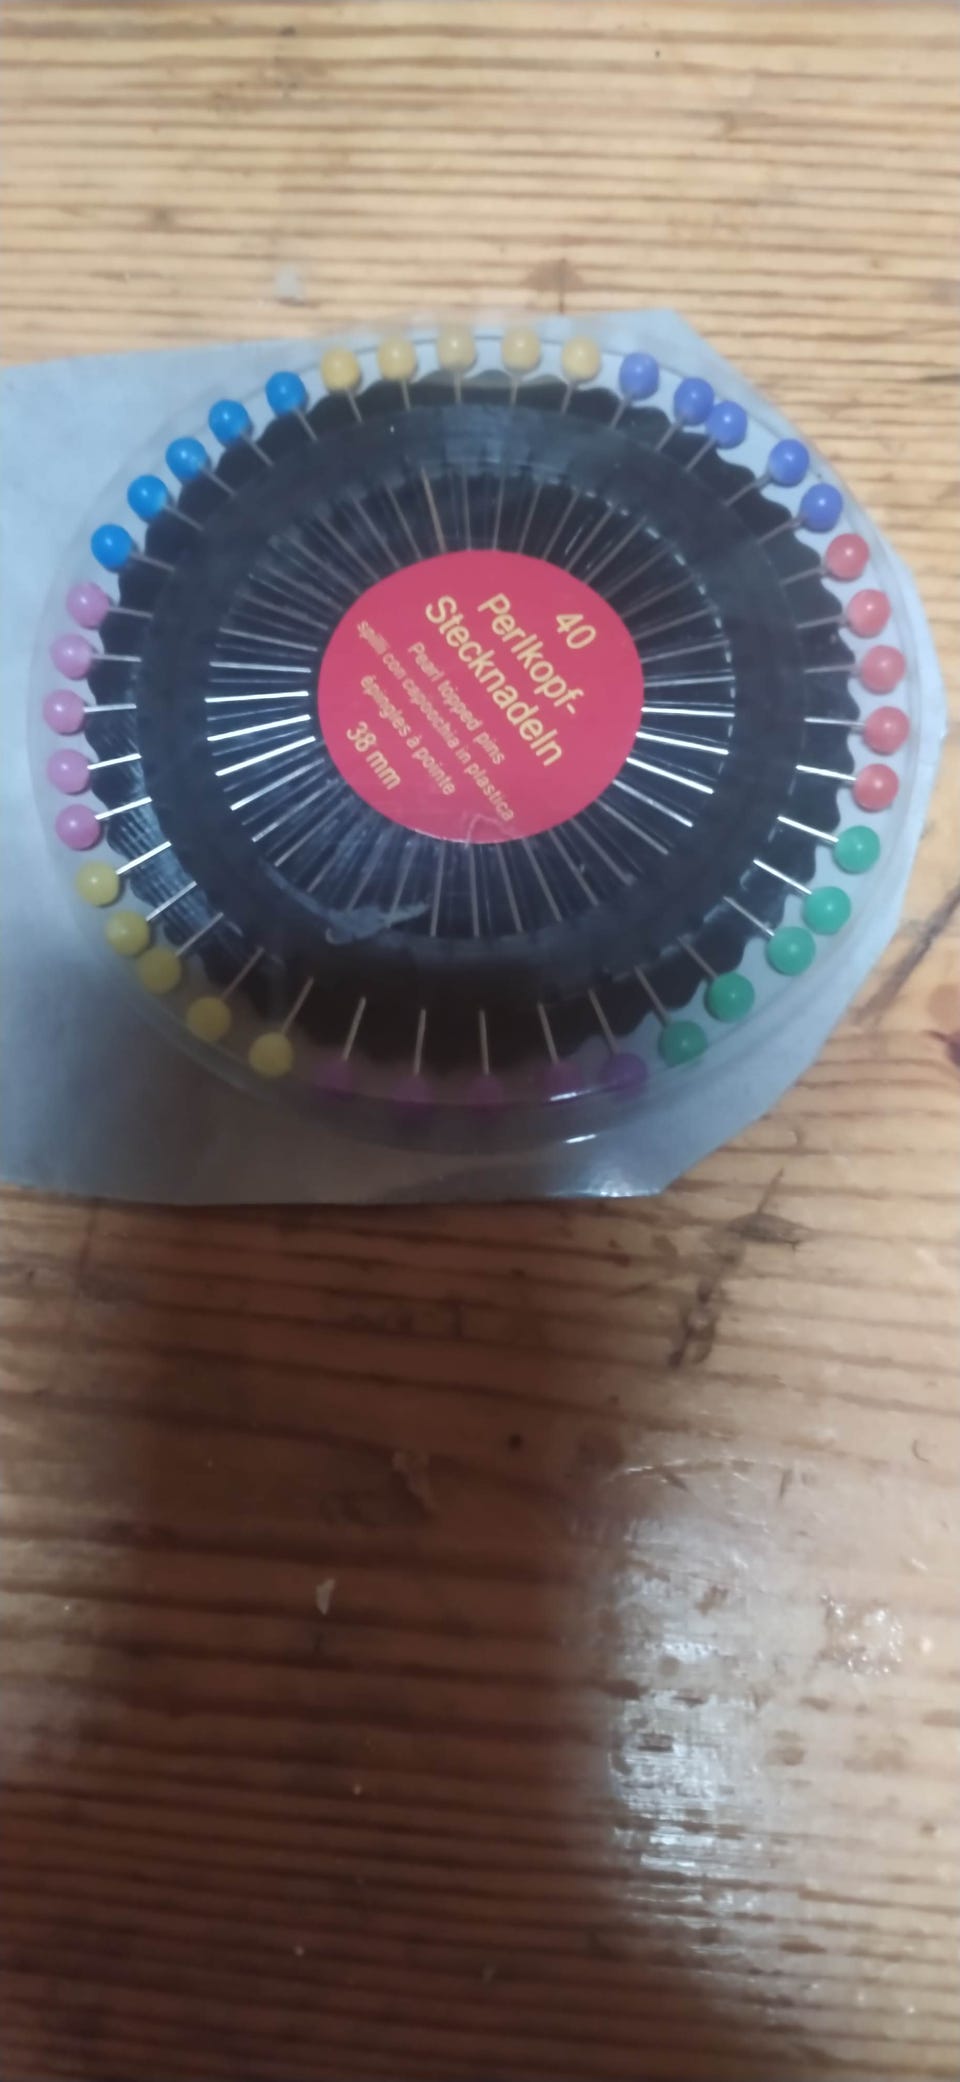 40
Perlkopf-
Stecknadeln
Pearl topped pins
spilli con capocchia in plastica
épingles à pointe
38 mm